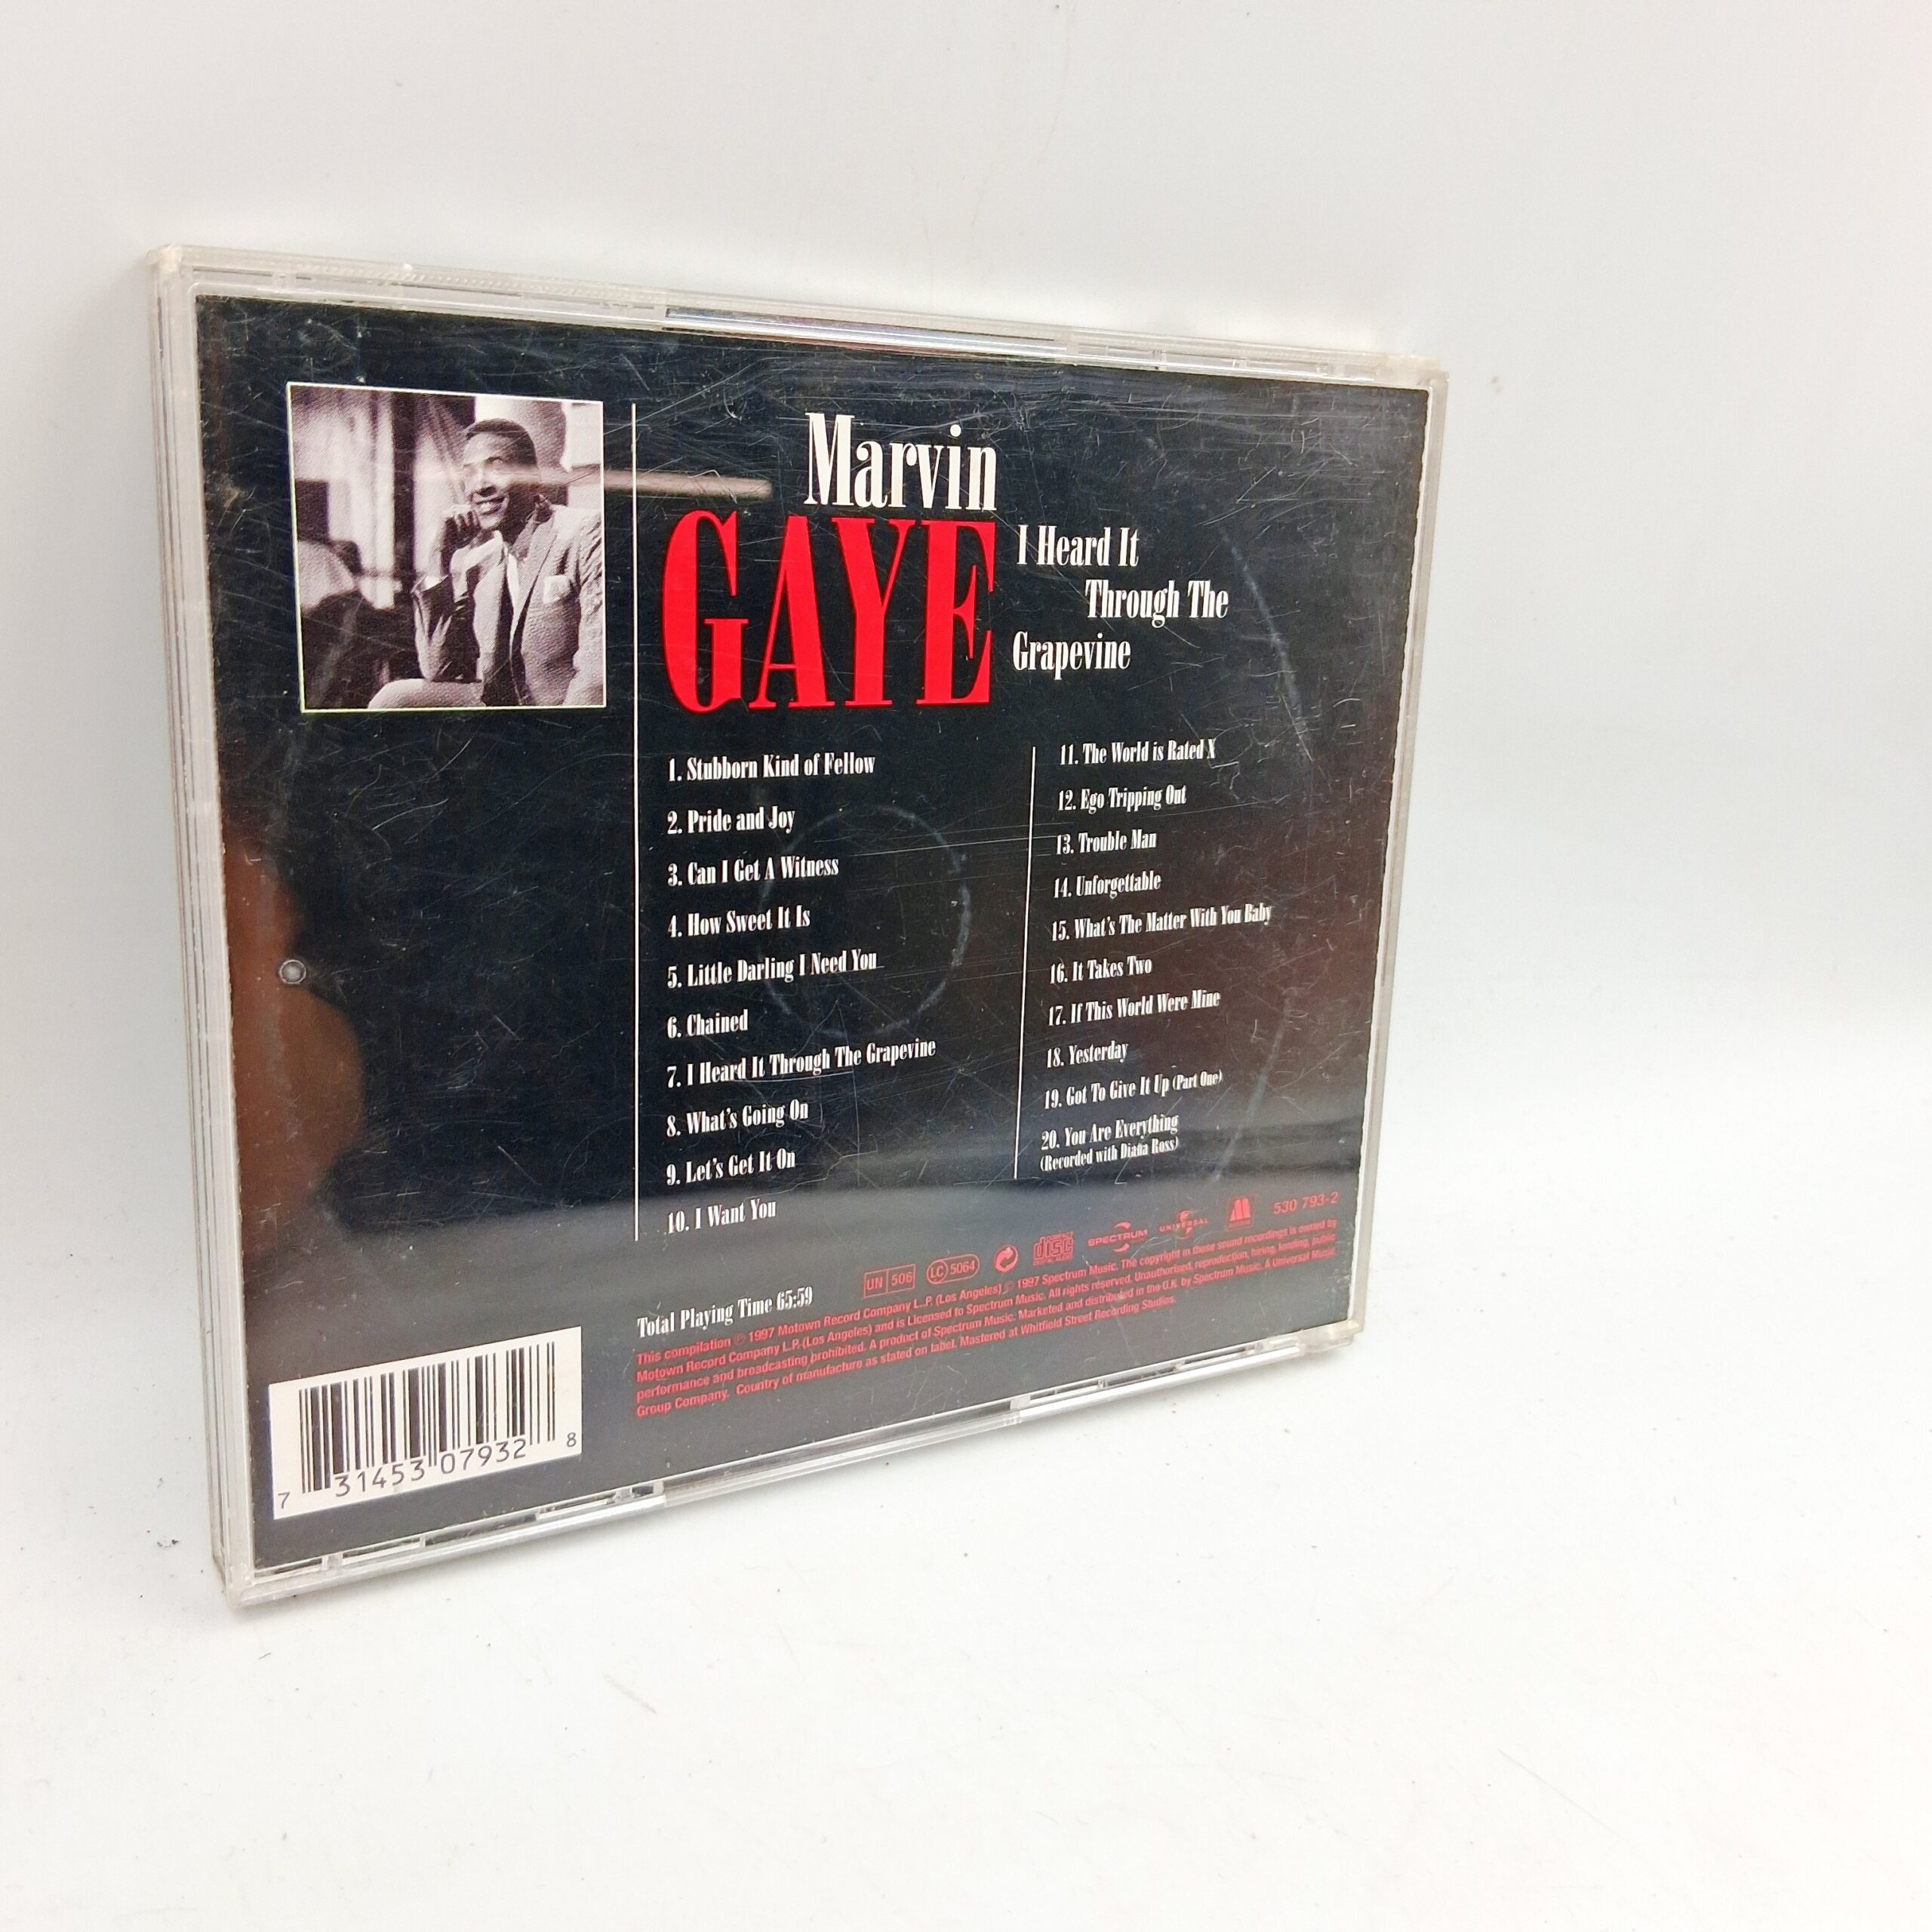 Marvin
GAYE
I Heard It
Through The
Grapevine
1. Stubborn Kind of Fellow
2. Pride and Joy
3. Can I Get A Witness
4. How Sweet It Is
5. Little Darling I Need You
6. Chained
7. I Heard It Through The Grapevine
8. What's Going On
9. Let's Get It On
10. I Want You
11. The World is Rated X
12. Ego Tripping Out
13. Trouble Man
14. Unforgettable
15. What's The Matter With You Baby
16. It Takes Two
17. If This World Were Mine
18. Yesterday
19. Got To Give It Up (Part One)
20. You Are Everything
(Recorded with Diana Ross)
Total Playing Time 65:59
UN 506
LC 5064
COMPACT
disc
DIGITAL AUDIO
SPECTRUM
UNIVERSAL
530 793-2
This compilation ℗ 1997 Motown Record Company L.P. (Los Angeles) © 1997 Spectrum Music. The copyright in these sound recordings is owned by
Motown Record Company L.P. (Los Angeles) and is Licensed to Spectrum Music. All rights reserved. Unauthorised, reproduction, hiring, lending, public
performance and broadcasting prohibited. A product of Spectrum Music. Marketed and distributed in the U.K. by Spectrum Music. A Universal Music
Group Company. Country of manufacture as stated on label. Mastered at Whitfield Street Recording Studios.
7 31453 07932 8